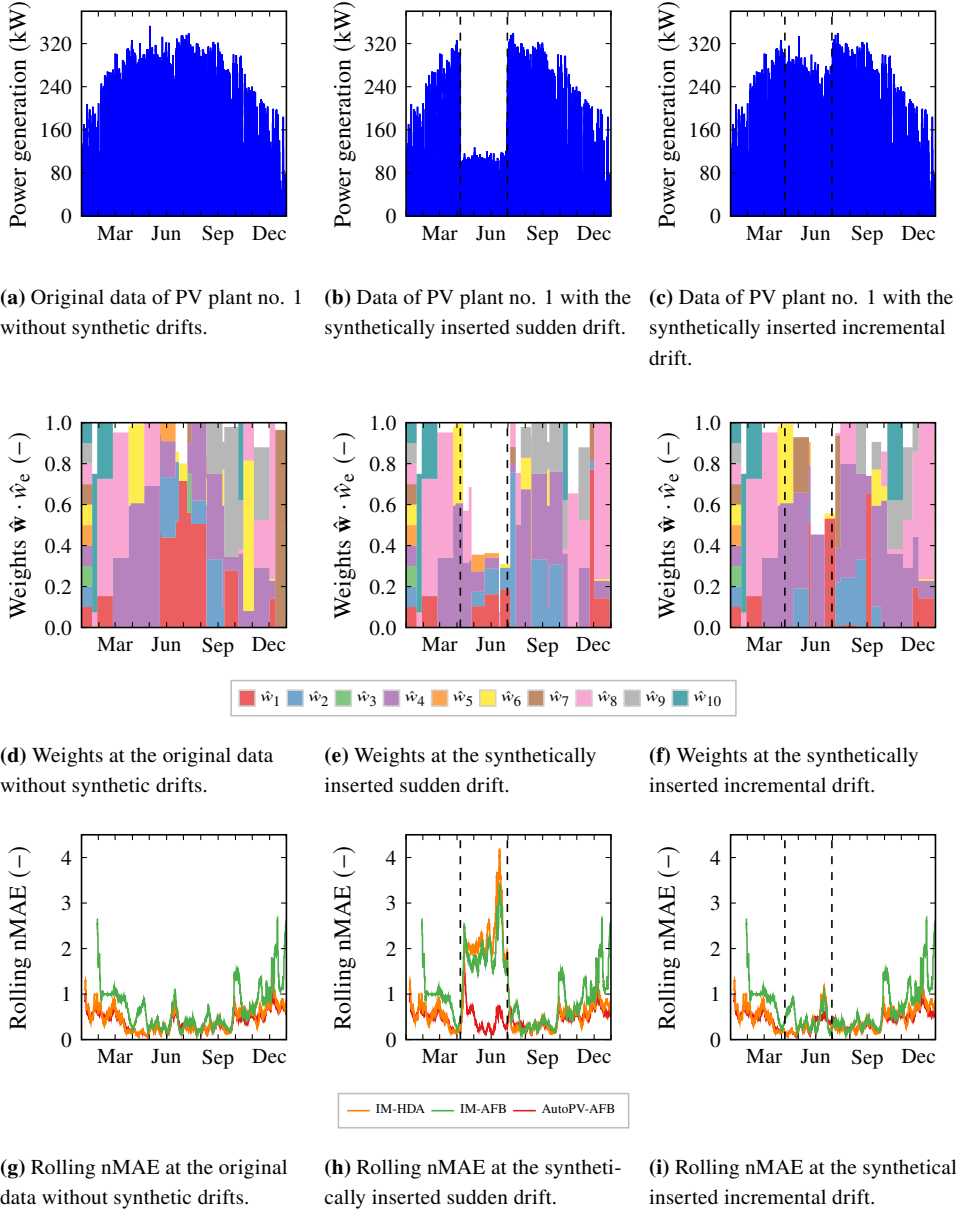 Power generation (kW)
320
240
160
80
0
Mar Jun Sep Dec
Power generation (kW)
320
240
160
80
0
Mar Jun Sep Dec
Power generation (kW)
320
240
160
80
0
Mar Jun Sep Dec
(a) Original data of PV plant no. 1
without synthetic drifts.
(b) Data of PV plant no. 1 with the
synthetically inserted sudden drift.
(c) Data of PV plant no. 1 with the
synthetically inserted incremental
drift.
Weights ŵ · ŵe (−)
1.0
0.8
0.6
0.4
0.2
0.0
Mar Jun Sep Dec
Weights ŵ · ŵe (−)
1.0
0.8
0.6
0.4
0.2
0.0
Mar Jun Sep Dec
Weights ŵ · ŵe (−)
1.0
0.8
0.6
0.4
0.2
0.0
Mar Jun Sep Dec
ŵ1 ŵ2 ŵ3 ŵ4 ŵ5 ŵ6 ŵ7 ŵ8 ŵ9 ŵ10
(d) Weights at the original data
without synthetic drifts.
(e) Weights at the synthetically
inserted sudden drift.
(f) Weights at the synthetically
inserted incremental drift.
Rolling nMAE (−)
4
3
2
1
0
Mar Jun Sep Dec
Rolling nMAE (−)
4
3
2
1
0
Mar Jun Sep Dec
Rolling nMAE (−)
4
3
2
1
0
Mar Jun Sep Dec
IM-HDA IM-AFB AutoPV-AFB
(g) Rolling nMAE at the original
data without synthetic drifts.
(h) Rolling nMAE at the syntheti-
cally inserted sudden drift.
(i) Rolling nMAE at the synthetical
inserted incremental drift.